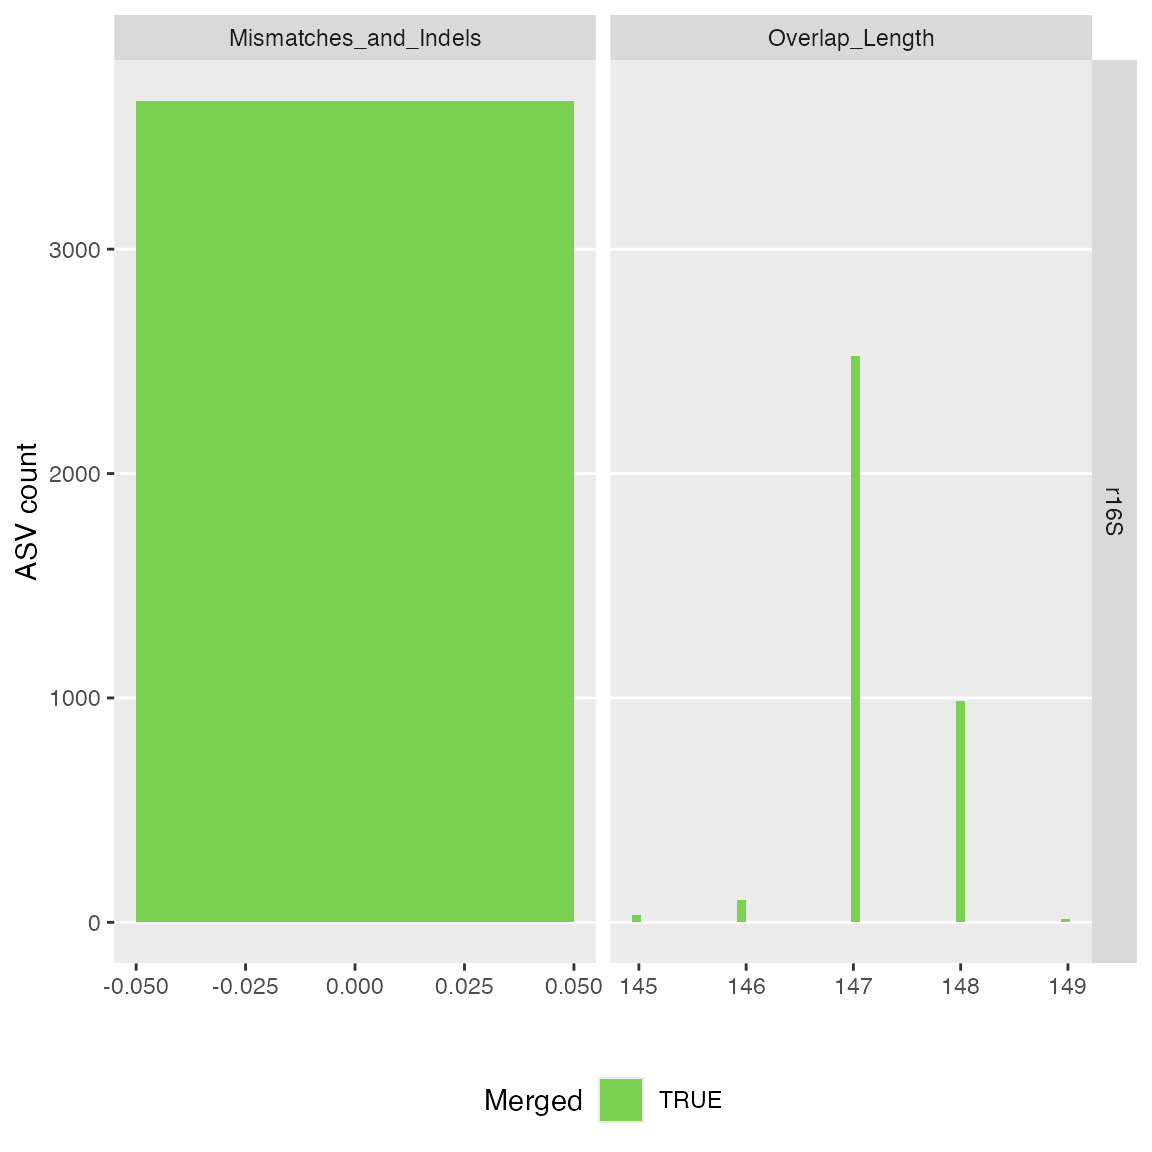 Mismatches_and_Indels
Overlap_Length
r16S
ASV count
3000
2000
1000
0
-0.050
-0.025
0.000
0.025
0.050
145
146
147
148
149
Merged
TRUE